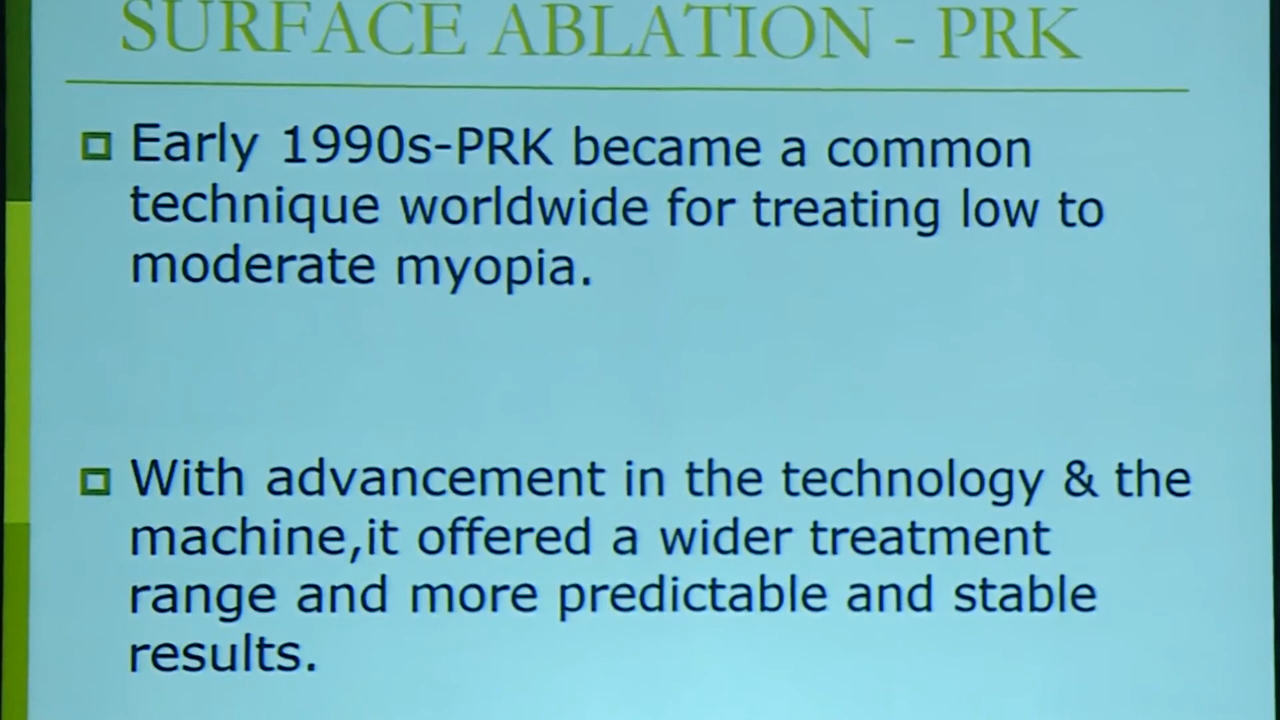 SURFACE ABLATION - PRK
Early 1990s-PRK became a common
technique worldwide for treating low to
moderate myopia.
With advancement in the technology & the
machine,it offered a wider treatment
range and more predictable and stable
results.